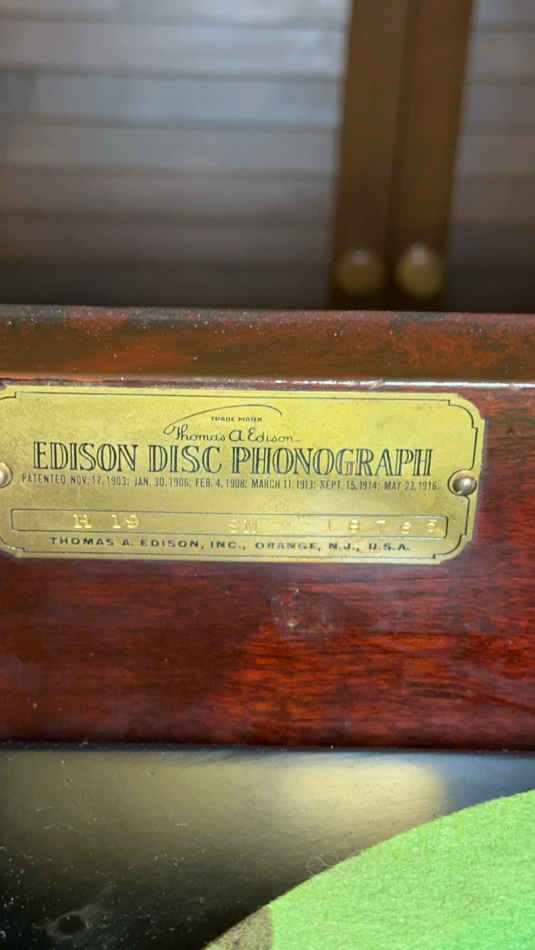 TRADE MARK
Thomas A Edison
EDISON DISC PHONOGRAPH
PATENTED NOV. 17, 1903; JAN. 30, 1906; FEB. 4, 1908; MARCH 11, 1913; SEPT. 15, 1914; MAY 23, 1916.
H 19 SM
THOMAS A. EDISON, INC., ORANGE, N.J., U.S.A.